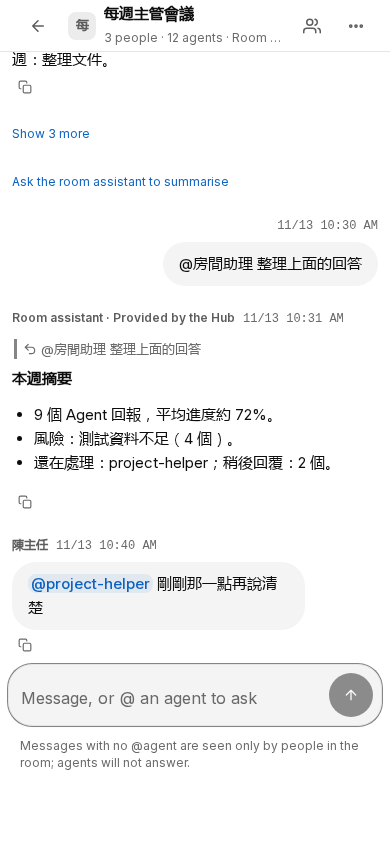 每
每週主管會議
3 people · 12 agents · Room …
週：整理文件。
Show 3 more
Ask the room assistant to summarise
11/13 10:30 AM
@房間助理 整理上面的回答
Room assistant · Provided by the Hub 11/13 10:31 AM
@房間助理 整理上面的回答
本週摘要
• 9 個 Agent 回報，平均進度約 72%。
• 風險：測試資料不足（4 個）。
• 還在處理：project-helper；稍後回覆：2 個。
陳主任 11/13 10:40 AM
@project-helper 剛剛那一點再說清
楚
Message, or @ an agent to ask
Messages with no @agent are seen only by people in the
room; agents will not answer.